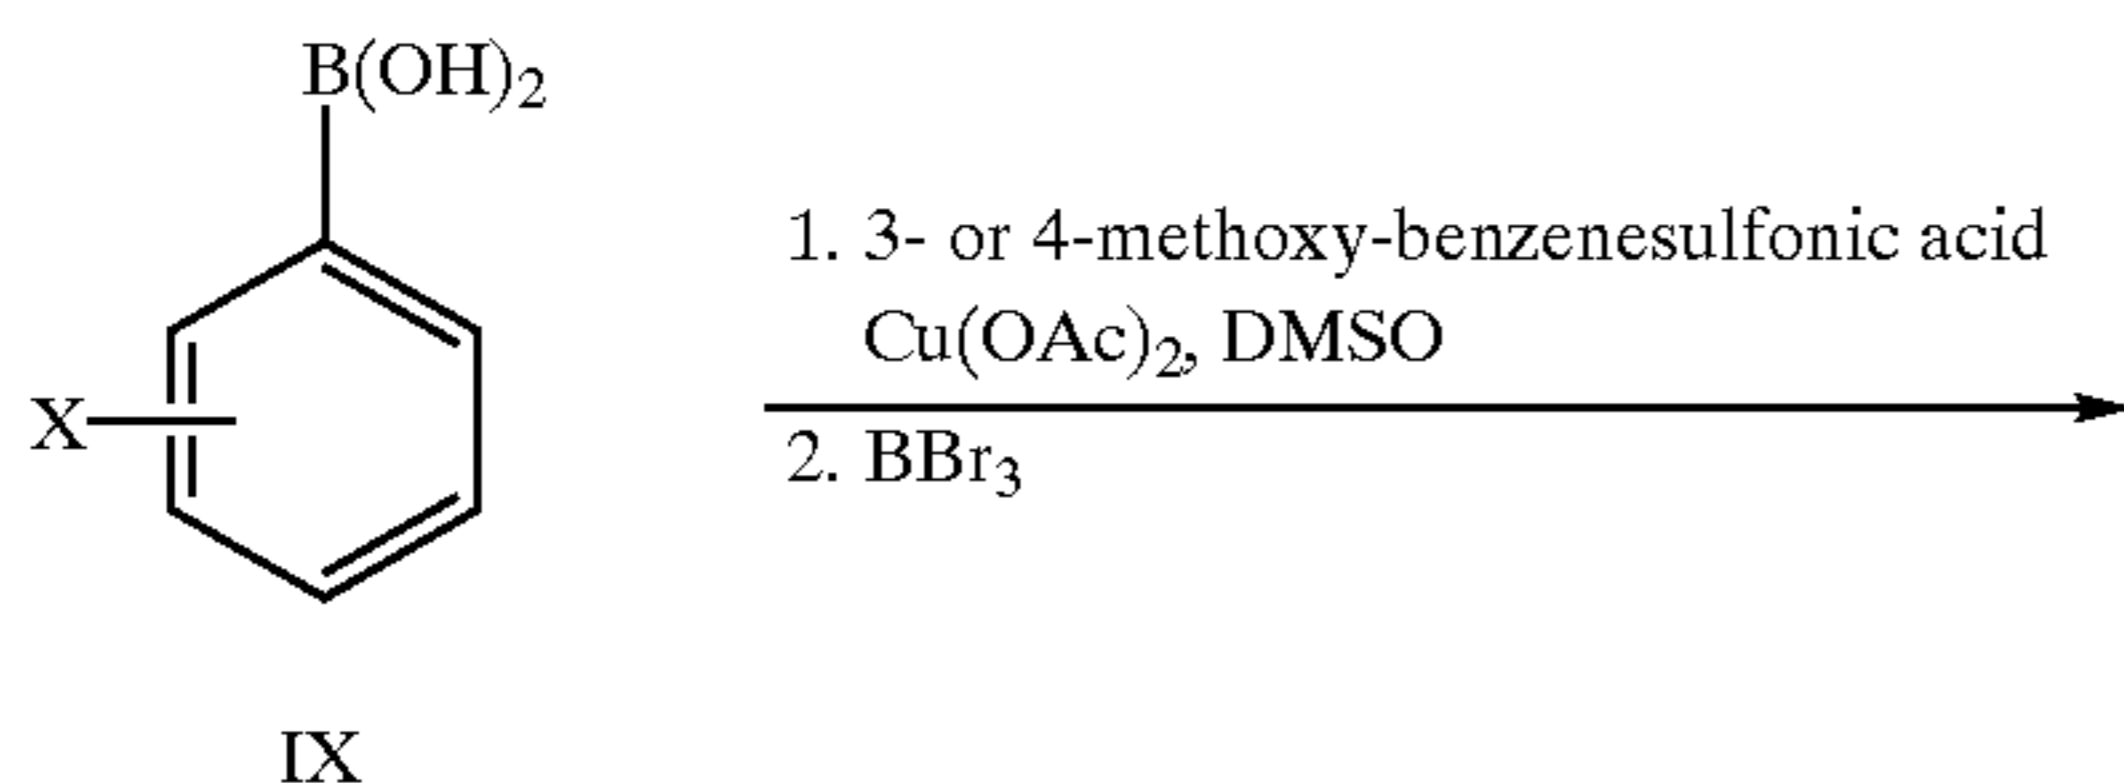 B(OH)2
1. 3- or 4-methoxy-benzenesulfonic acid
Cu(OAc)2, DMSO
X
2. BBr3
IX